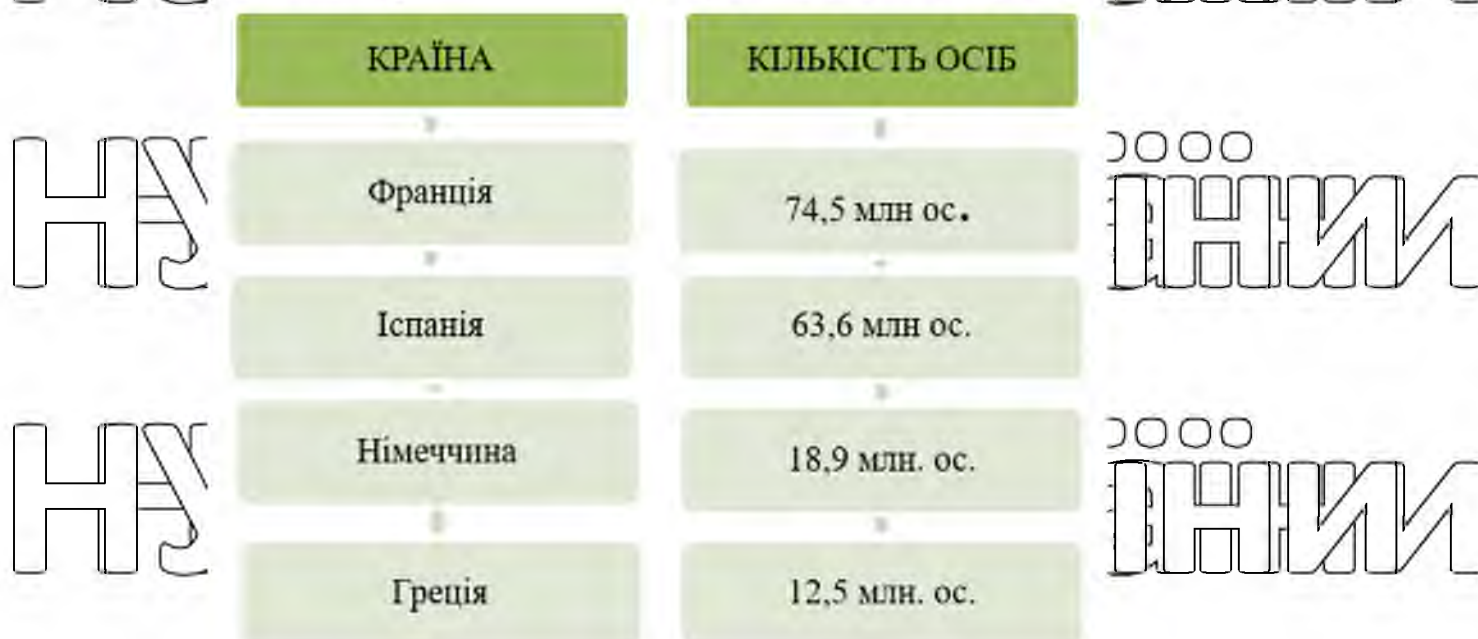 КРАЇНА КІЛЬКІСТЬ ОСІБ
Франція 74,5 млн ос.
Іспанія 63,6 млн ос.
Німеччина 18,9 млн. ос.
Греція 12,5 млн. ос.